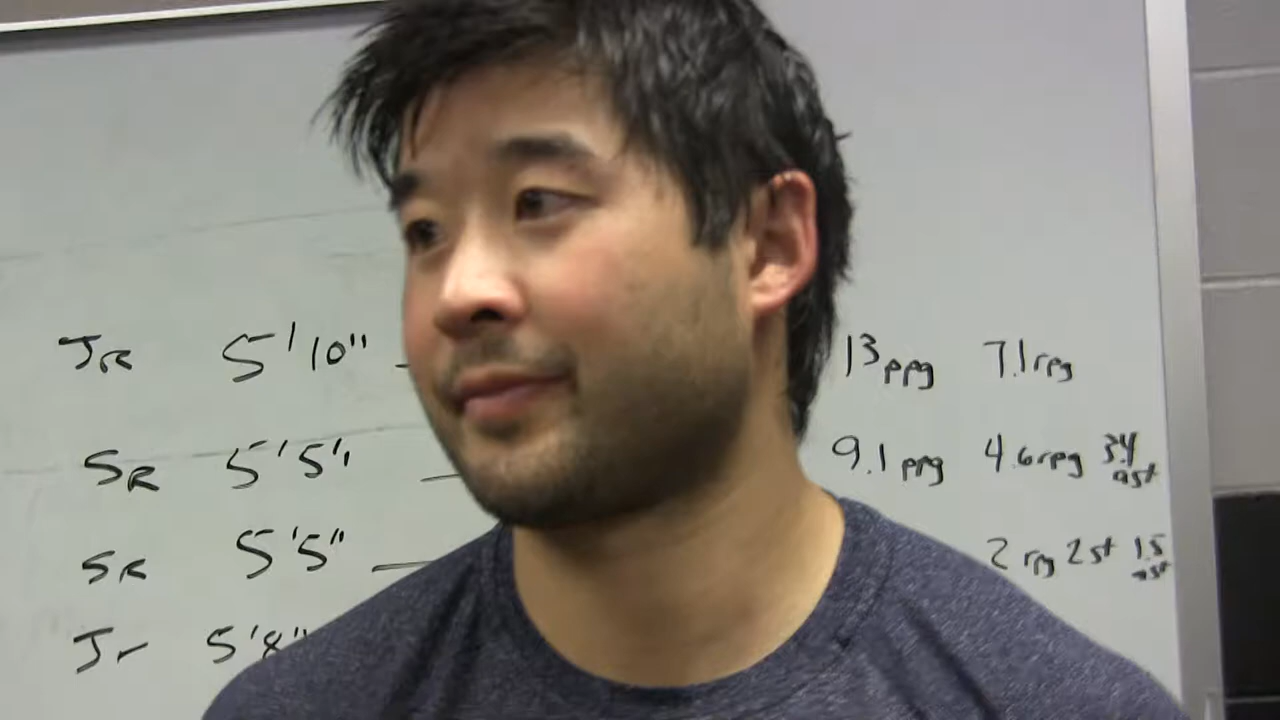 JR 5'10" - 13 ppg 7.1 rpg
SR 5'5" - 9.1 ppg 4.6 rpg 3.4 ast
SR 5'5" - 2 rpg 2 st 1.5 ast
Jr 5'8"